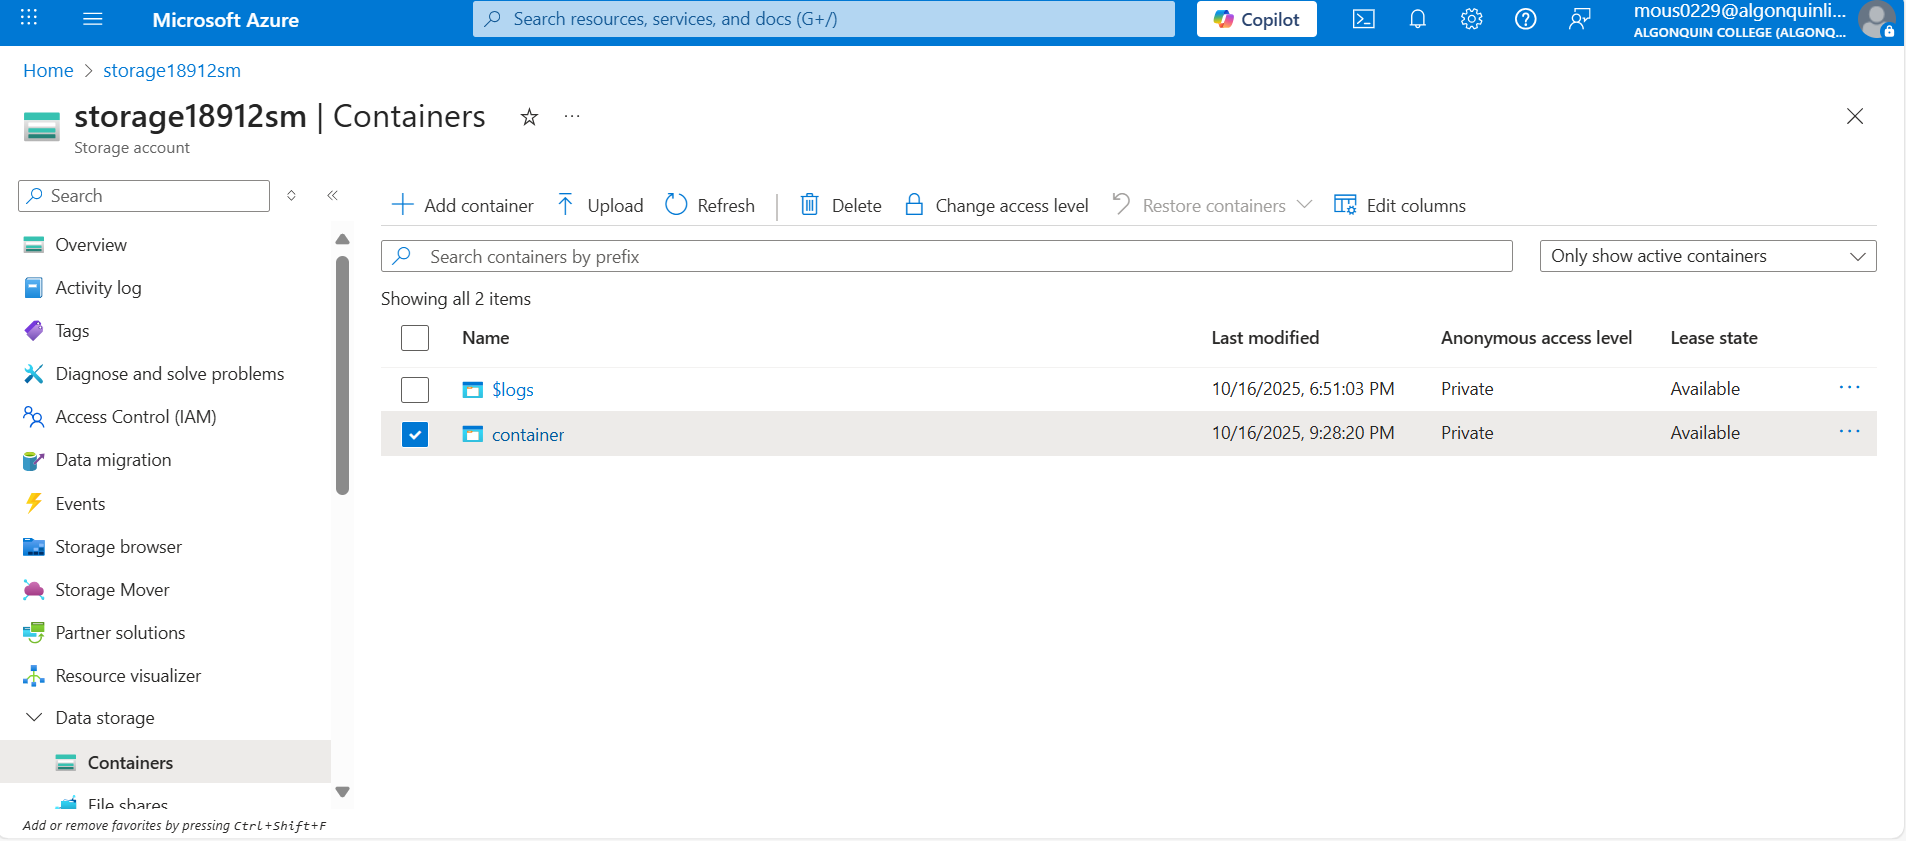 Microsoft Azure
Search resources, services, and docs (G+/)
Copilot
mous0229@algonquinli...
ALGONQUIN COLLEGE (ALGONQ...
Home > storage18912sm
storage18912sm | Containers
Storage account
Search
Add container
Upload
Refresh
Delete
Change access level
Restore containers
Edit columns
Search containers by prefix
Only show active containers
Showing all 2 items
Name Last modified Anonymous access level Lease state
$logs 10/16/2025, 6:51:03 PM Private Available
container 10/16/2025, 9:28:20 PM Private Available
Overview
Activity log
Tags
Diagnose and solve problems
Access Control (IAM)
Data migration
Events
Storage browser
Storage Mover
Partner solutions
Resource visualizer
Data storage
Containers
File shares
Add or remove favorites by pressing Ctrl+Shift+F